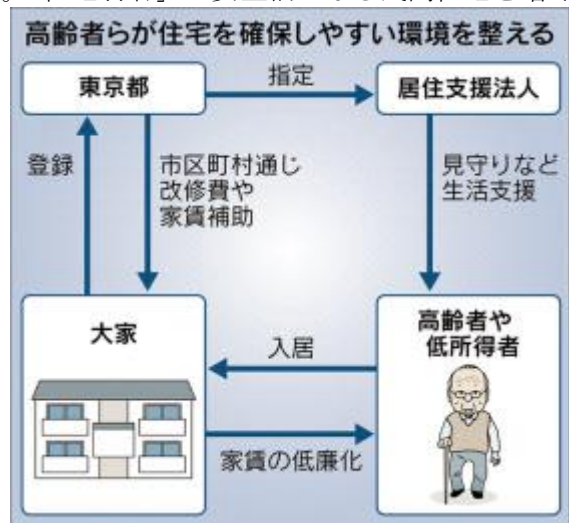 高齢者らが住宅を確保しやすい環境を整える
東京都
指定
居住支援法人
登録
市区町村通じ
改修費や
家賃補助
見守りなど
生活支援
大家
入居
高齢者や
低所得者
家賃の低廉化